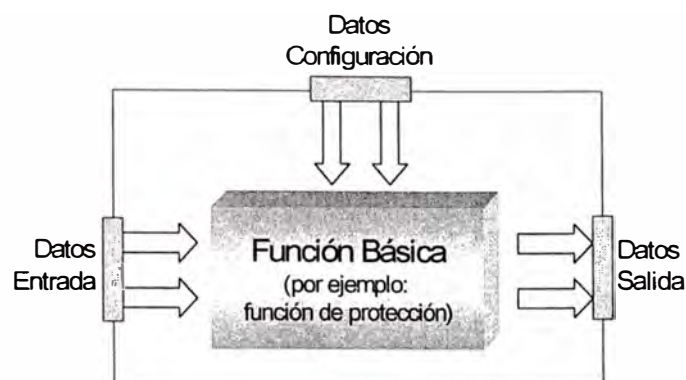 Datos
Configuración
Datos
Entrada
Función Básica
(por ejemplo:
función de protección)
Datos
Salida